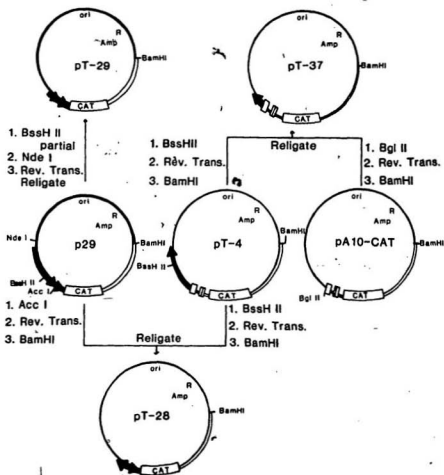 ori
R
Amp
BamHI
pT-29
CAT
ori
R
Amp
BamHI
pT-37
CAT
1. BssH II
partial
2. Nde I
3. Rev. Trans.
Religate
1. BssHII
2. Rev. Trans.
3. BamHI
Religate
1. Bgl II
2. Rev. Trans.
3. BamHI
ori
R
Amp
Nde I
BamHI
p29
BssH II
Acc I
CAT
ori
R
Amp
BamHI
pT-4
BssH II
CAT
ori
R
Amp
BamHI
pA10-CAT
Bgl II
CAT
1. Acc I
2. Rev. Trans.
3. BamHI
Religate
1. BssH II
2. Rev. Trans.
3. BamHI
ori
R
Amp
BamHI
pT-28
CAT